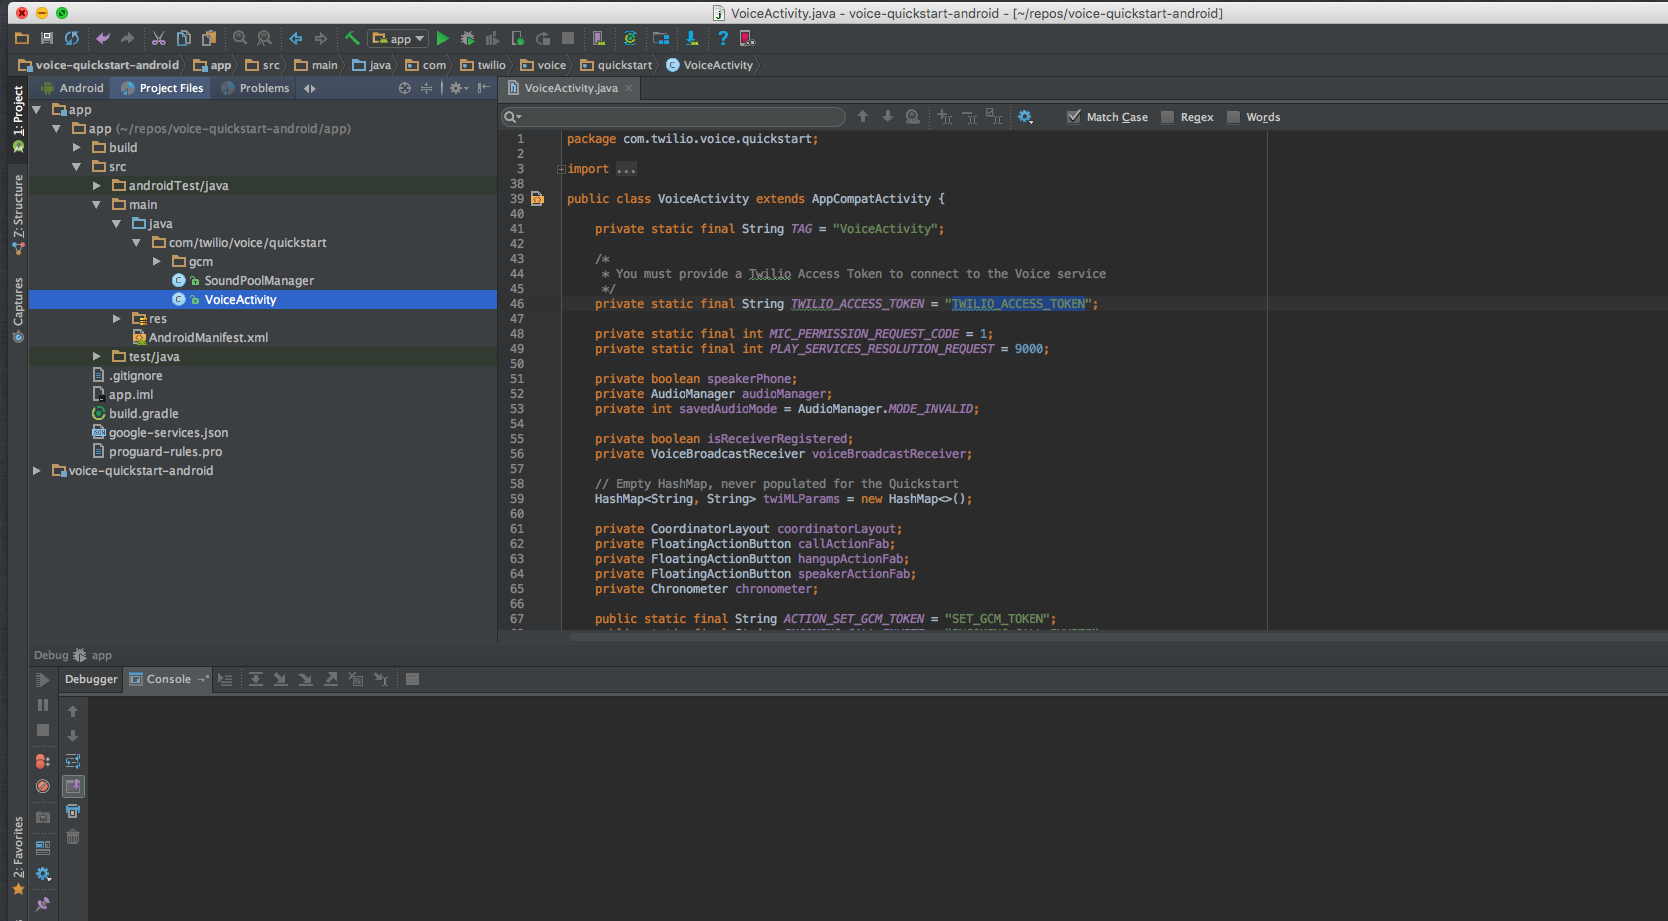 VoiceActivity.java - voice-quickstart-android - [~/repos/voice-quickstart-android]
app
voice-quickstart-android
app
src
main
java
com
twilio
voice
quickstart
VoiceActivity
1: Project
Z: Structure
Captures
2: Favorites
Android
Project Files
Problems
app
app (~/repos/voice-quickstart-android/app)
build
src
androidTest/java
main
java
com/twilio/voice/quickstart
gcm
SoundPoolManager
VoiceActivity
res
AndroidManifest.xml
test/java
.gitignore
app.iml
build.gradle
google-services.json
proguard-rules.pro
voice-quickstart-android
VoiceActivity.java
Match Case
Regex
Words
1 package com.twilio.voice.quickstart;
2
3 import ...
38
39 public class VoiceActivity extends AppCompatActivity {
40
41 private static final String TAG = "VoiceActivity";
42
43 /*
44 * You must provide a Twilio Access Token to connect to the Voice service
45 */
46 private static final String TWILIO_ACCESS_TOKEN = "TWILIO_ACCESS_TOKEN";
47
48 private static final int MIC_PERMISSION_REQUEST_CODE = 1;
49 private static final int PLAY_SERVICES_RESOLUTION_REQUEST = 9000;
50
51 private boolean speakerPhone;
52 private AudioManager audioManager;
53 private int savedAudioMode = AudioManager.MODE_INVALID;
54
55 private boolean isReceiverRegistered;
56 private VoiceBroadcastReceiver voiceBroadcastReceiver;
57
58 // Empty HashMap, never populated for the Quickstart
59 HashMap<String, String> twiMLParams = new HashMap<>();
60
61 private CoordinatorLayout coordinatorLayout;
62 private FloatingActionButton callActionFab;
63 private FloatingActionButton hangupActionFab;
64 private FloatingActionButton speakerActionFab;
65 private Chronometer chronometer;
66
67 public static final String ACTION_SET_GCM_TOKEN = "SET_GCM_TOKEN";
Debug app
Debugger
Console